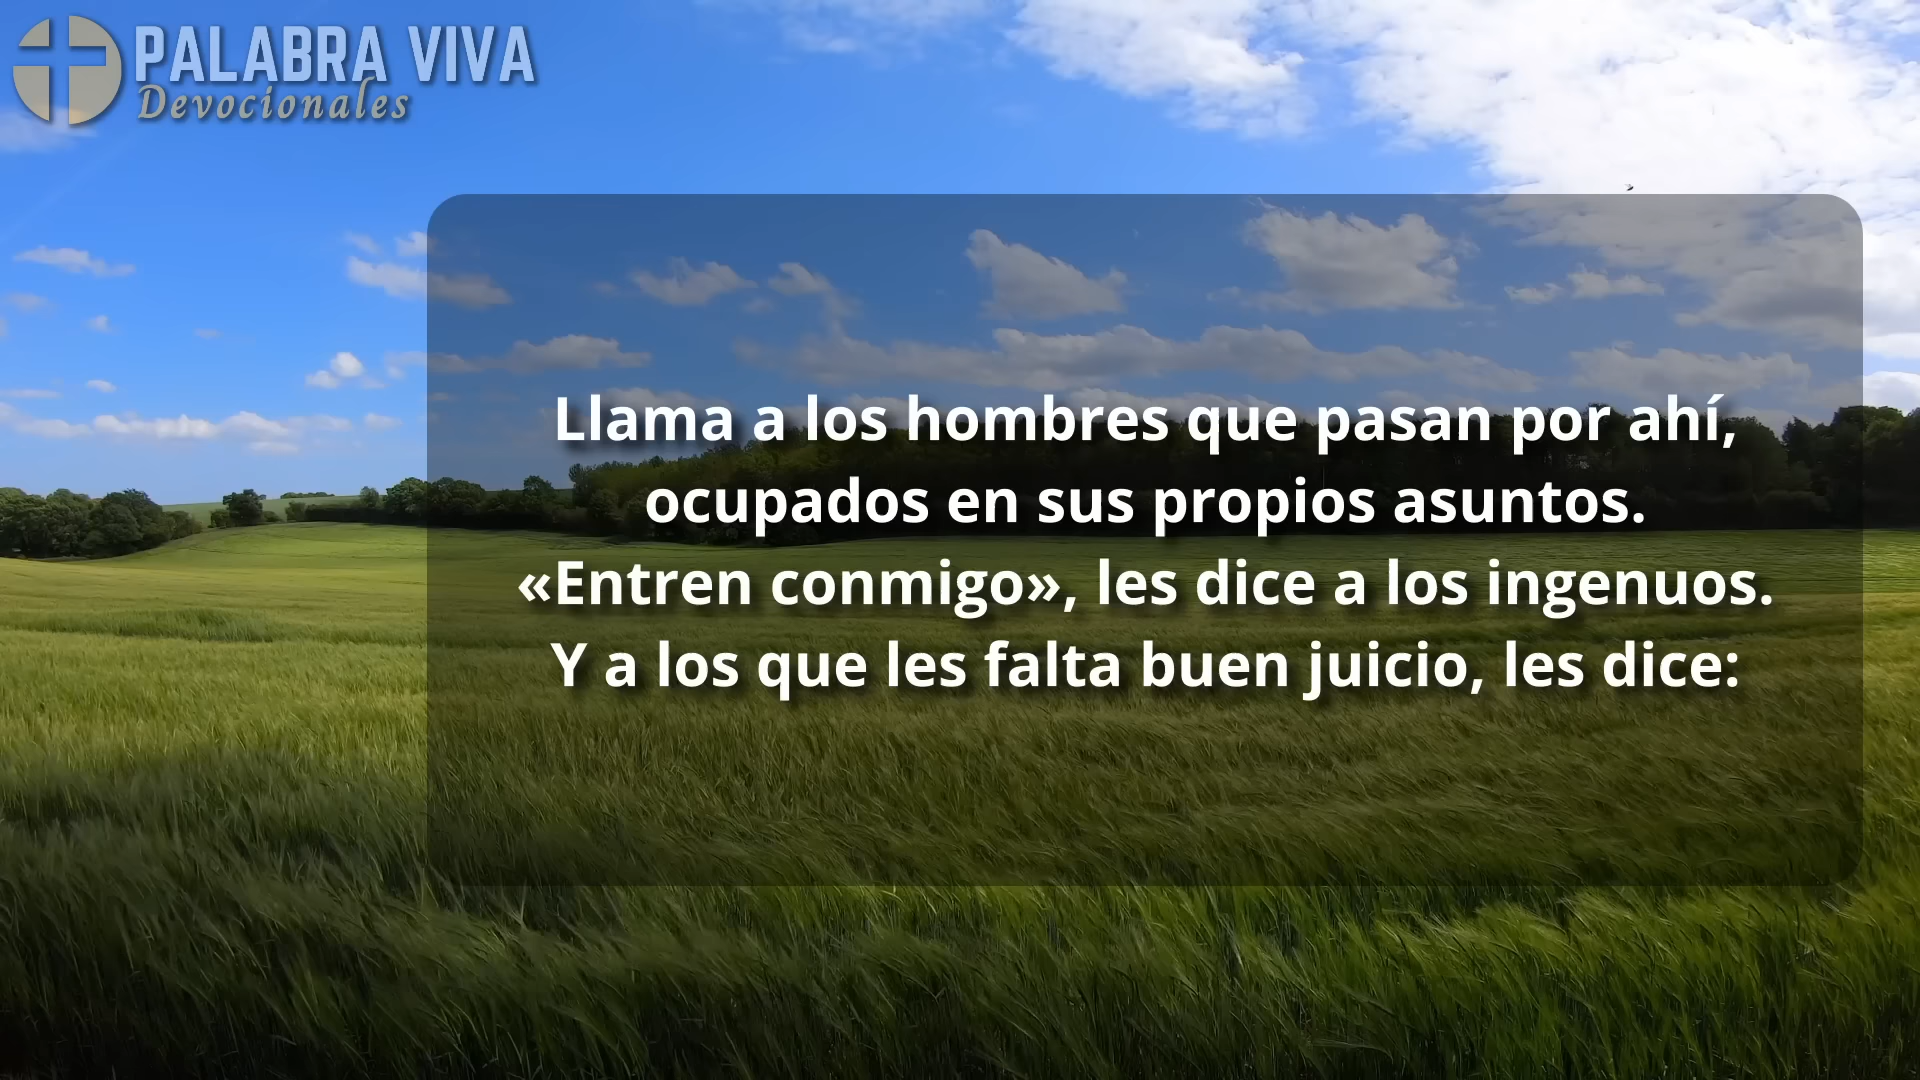 PALABRA VIVA
Devocionales
Llama a los hombres que pasan por ahí,
ocupados en sus propios asuntos.
«Entren conmigo», les dice a los ingenuos.
Y a los que les falta buen juicio, les dice: